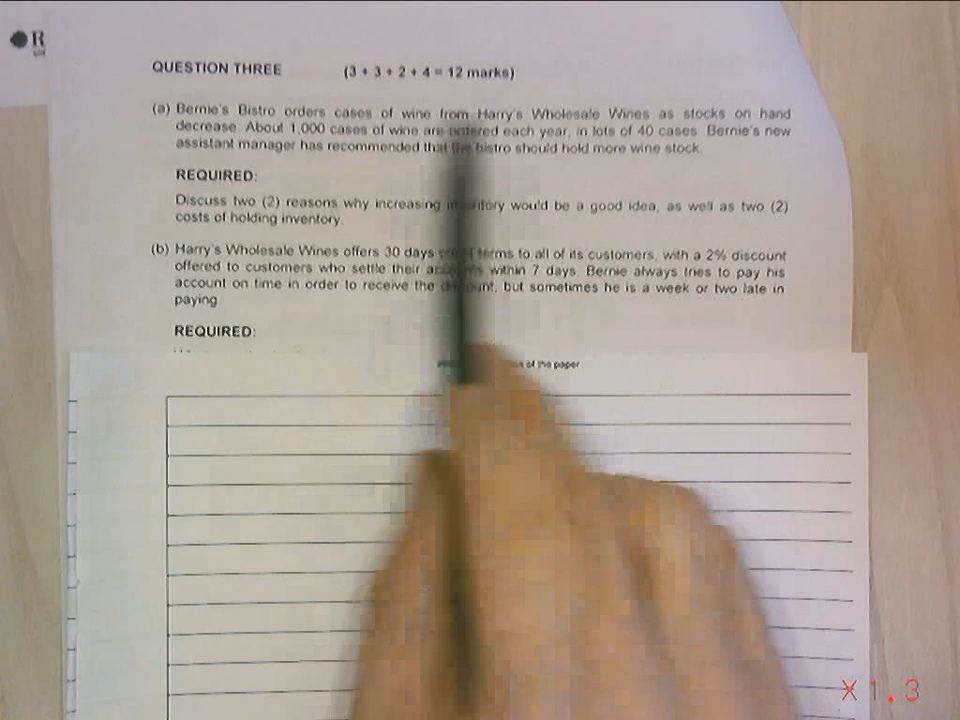 R
QUESTION THREE (3 + 3 + 2 + 4 = 12 marks)
(a) Bernie's Bistro orders cases of wine from Harry's Wholesale Wines as stocks on hand
decrease. About 1,000 cases of wine are ordered each year, in lots of 40 cases. Bernie's new
assistant manager has recommended that the bistro should hold more wine stock.
REQUIRED:
Discuss two (2) reasons why increasing inventory would be a good idea, as well as two (2)
costs of holding inventory.
(b) Harry's Wholesale Wines offers 30 days terms to all of its customers, with a 2% discount
offered to customers who settle their accounts within 7 days. Bernie always tries to pay his
account on time in order to receive the discount, but sometimes he is a week or two late in
paying.
REQUIRED:
of the paper
X1.3